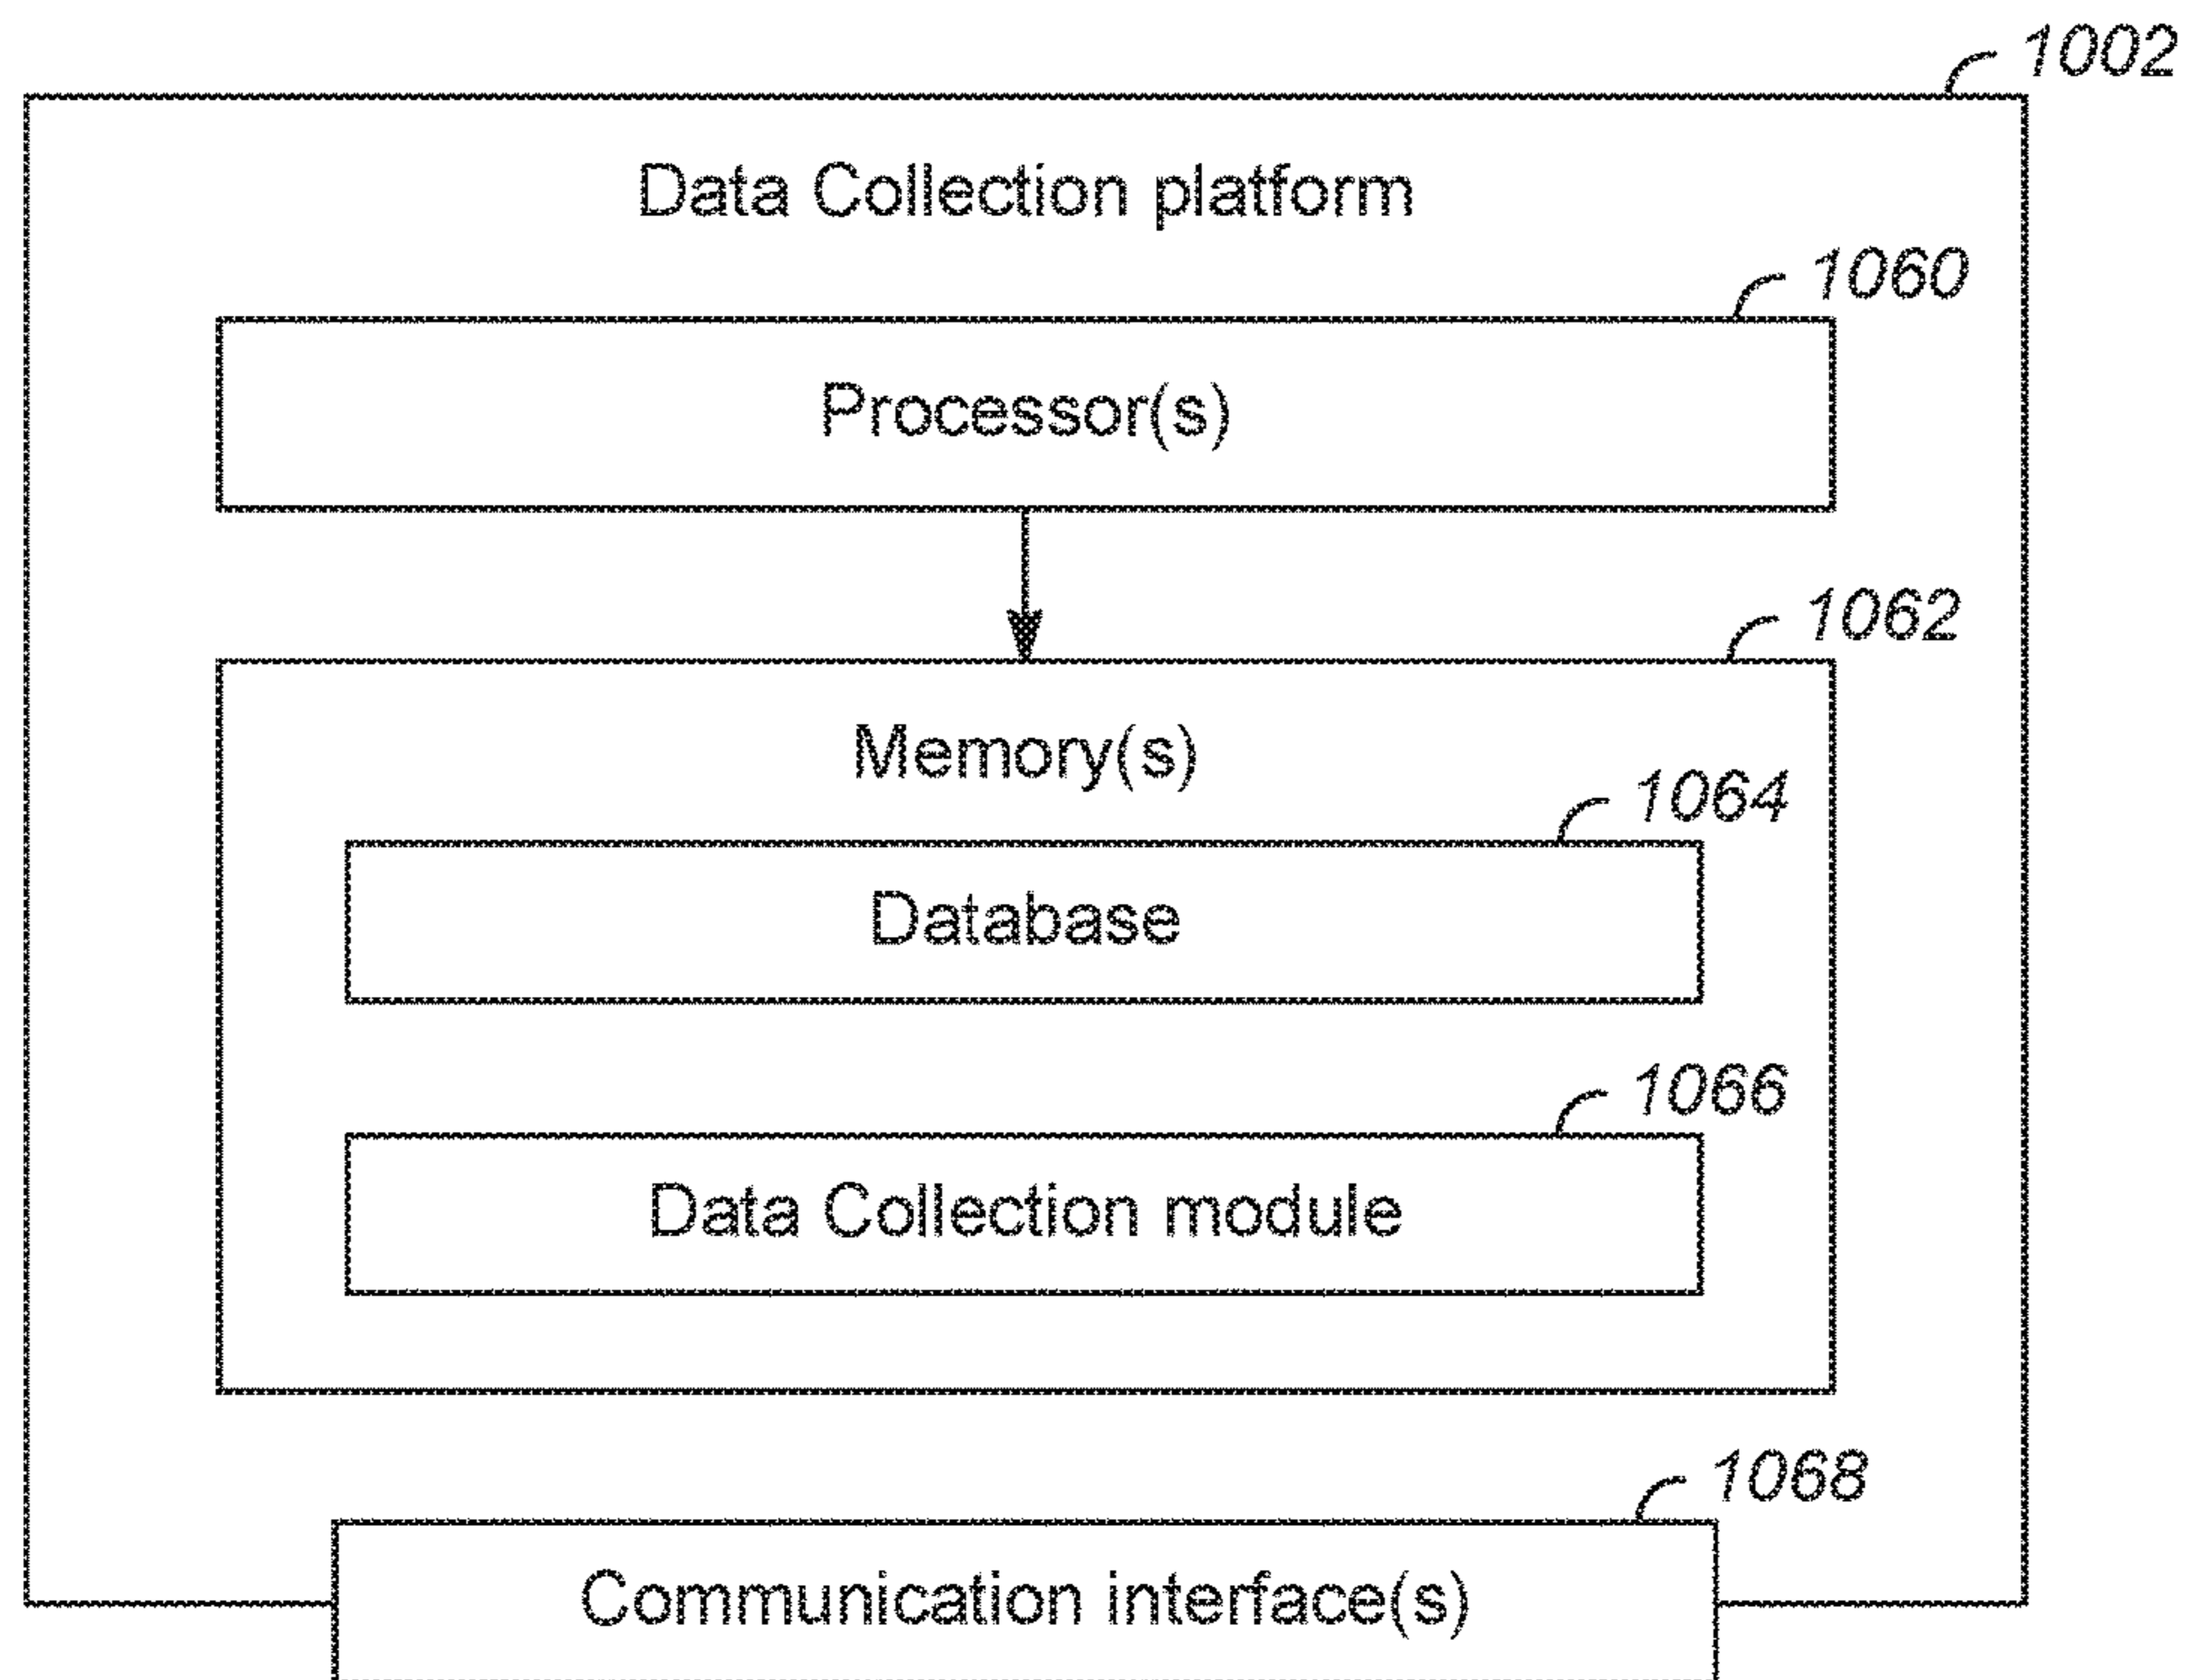 1002
Data Collection platform
1060
Processor(s)
1062
Memory(s)
1064
Database
1066
Data Collection module
1068
Communication interface(s)